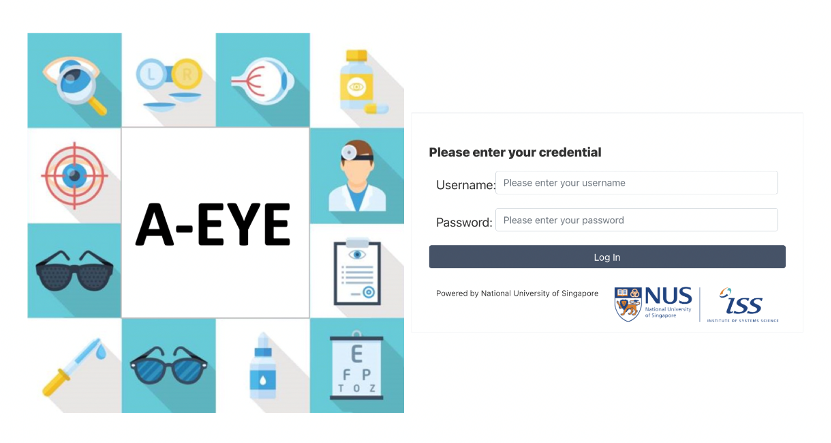 L R
A-EYE
E
F P
T O Z
Please enter your credential
Username: Please enter your username
Password: Please enter your password
Log In
Powered by National University of Singapore
NUS
National University
of Singapore
iss
INSTITUTE OF SYSTEMS SCIENCE